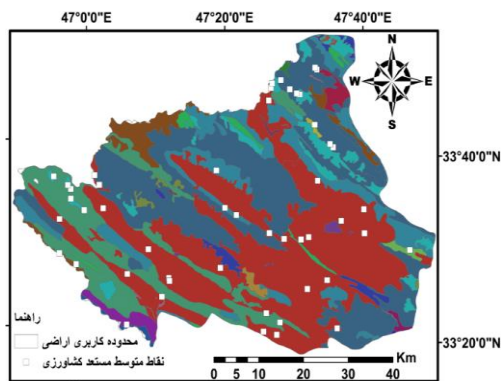 47°0'0"E
47°20'0"E
47°40'0"E
N
W E
S
33°40'0"N
33°20'0"N
راهنما
محدوده کاربری اراضی
نقاط متوسط مستعد کشاورزی
Km
0 5 10 20 30 40